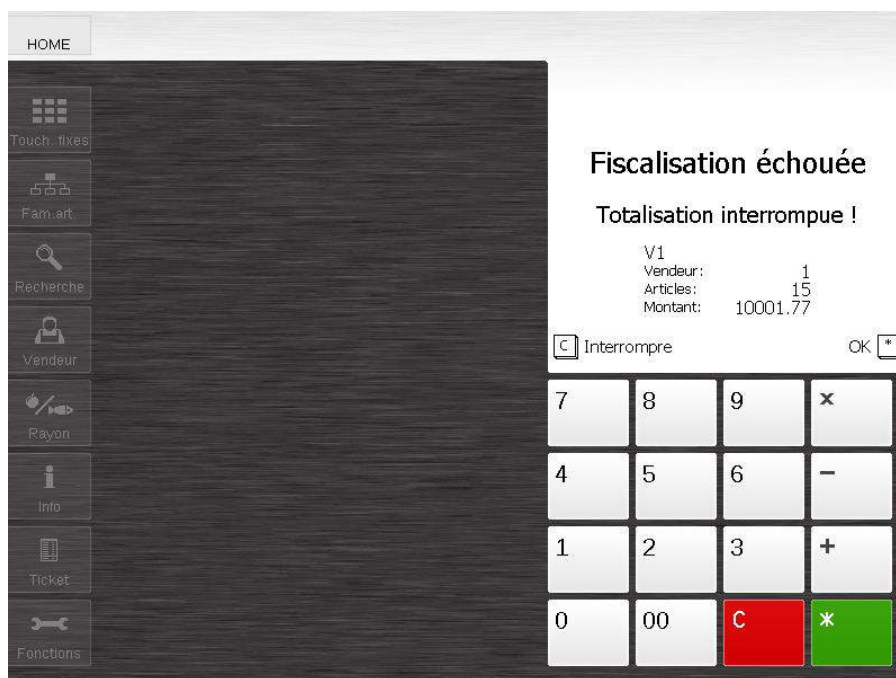 HOME
Touch. fixes
Fam.art.
Recherche
Vendeur
Rayon
Info
Ticket
Fonctions
Fiscalisation échouée
Totalisation interrompue !
V1
Vendeur: 1
Articles: 15
Montant: 10001.77
C Interrompre OK *
7 8 9 x
4 5 6 -
1 2 3 +
0 00 C *